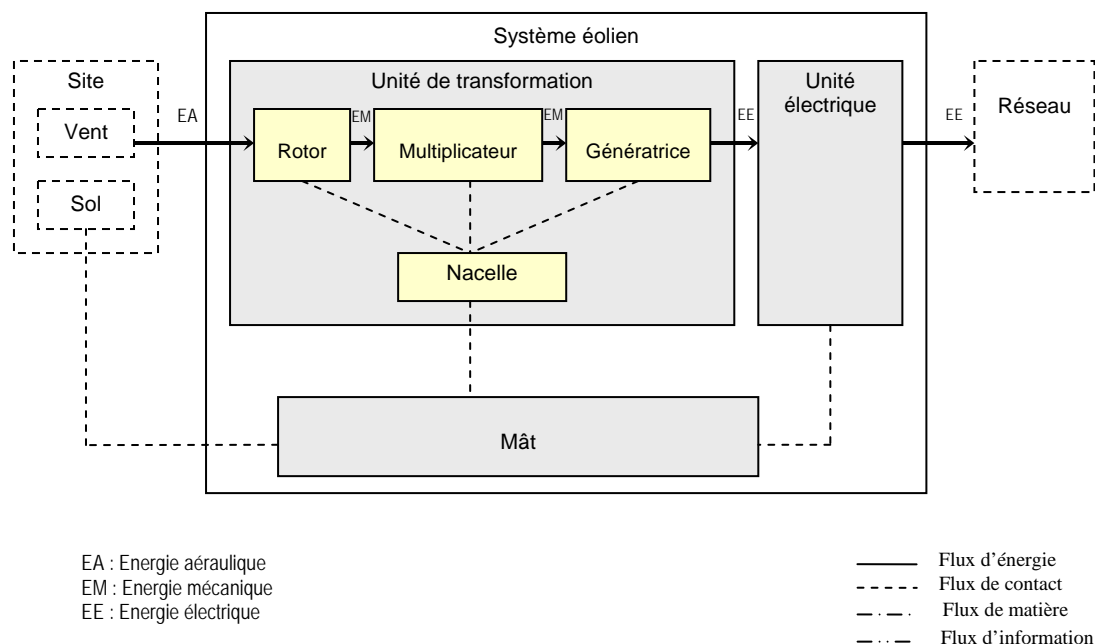 Système éolien
Site
Unité de transformation
Unité
électrique
Réseau
Vent
EA
EM
EM
EE
EE
Rotor
Multiplicateur
Génératrice
Sol
Nacelle
Mât
EA : Energie aéraulique
EM : Energie mécanique
EE : Energie électrique
Flux d'énergie
Flux de contact
Flux de matière
Flux d'information